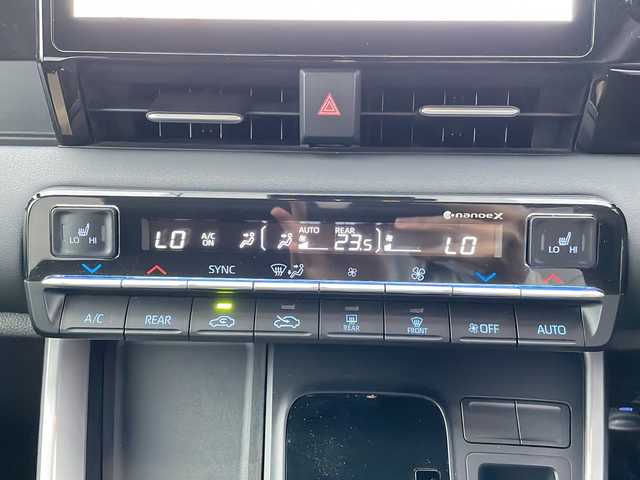 nanoeX
LO HI
LO A/C ON AUTO REAR 23.5 LO
LO HI
SYNC
A/C REAR REAR FRONT OFF AUTO